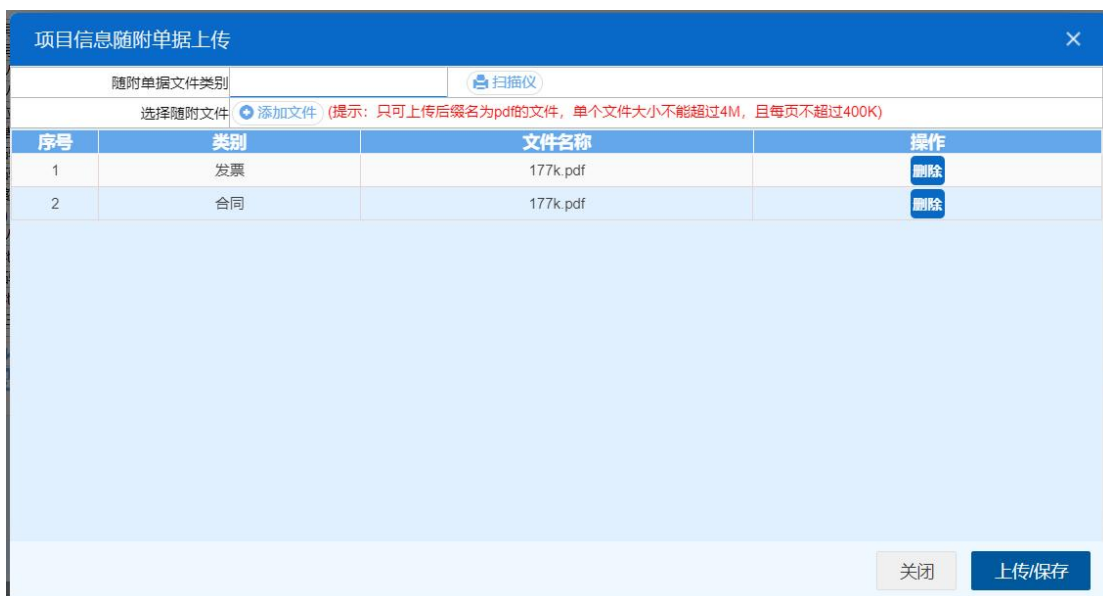 项目信息随附单据上传
随附单据文件类别 扫描仪
选择随附文件 添加文件 (提示：只可上传后缀名为pdf的文件，单个文件大小不能超过4M，且每页不超过400K)
序号 类别 文件名称 操作
1 发票 177k.pdf 删除
2 合同 177k.pdf 删除
关闭 上传/保存